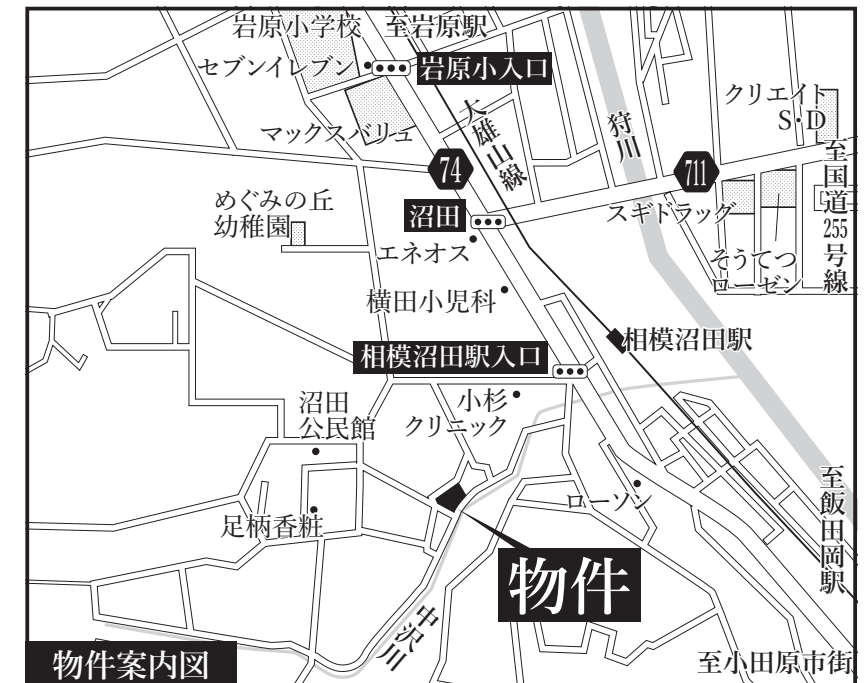 岩原小学校
至岩原駅
セブンイレブン
岩原小入口
マックスバリュ
大雄山線
狩川
クリエイト
S・D
74
711
めぐみの丘
幼稚園
沼田
エネオス
スギドラッグ
至国道255号線
そうてつ
ローゼン
横田小児科
相模沼田駅
相模沼田駅入口
沼田
公民館
小杉
クリニック
足柄香粧
ローソン
至飯田岡駅
物件
中沢川
物件案内図
至小田原市街